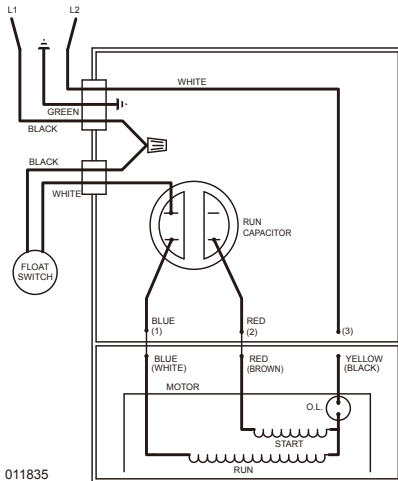 L1
L2
WHITE
GREEN
BLACK
BLACK
WHITE
RUN
CAPACITOR
FLOAT
SWITCH
BLUE
(1)
RED
(2)
(3)
BLUE
(WHITE)
RED
(BROWN)
YELLOW
(BLACK)
MOTOR
O.L.
START
RUN
011835